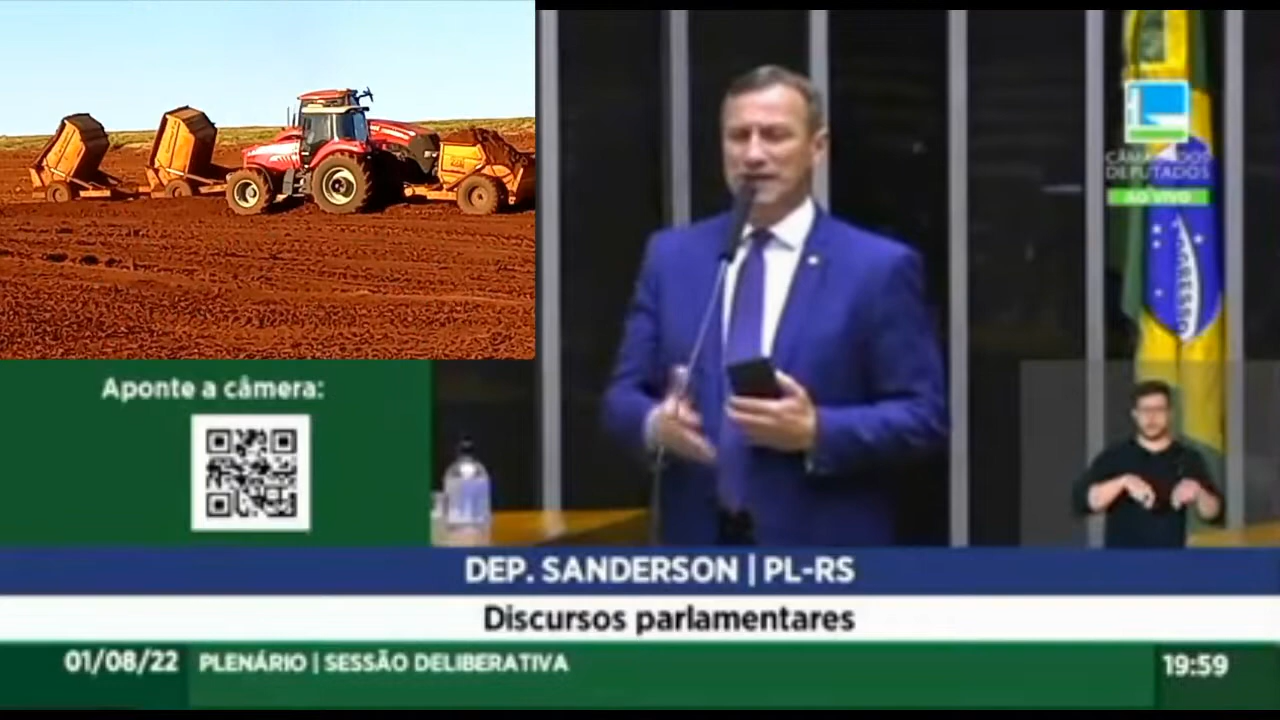 CÂMARA DOS
DEPUTADOS
AO VIVO
Aponte a câmera:
DEP. SANDERSON | PL-RS
Discursos parlamentares
01/08/22 PLENÁRIO | SESSÃO DELIBERATIVA 19:59